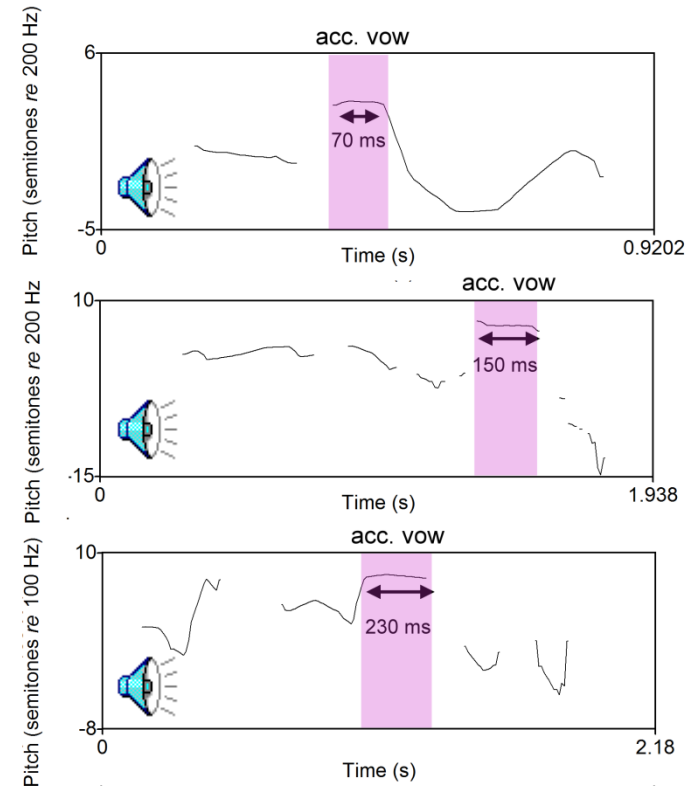 acc. vow
6
Pitch (semitones re 200 Hz)
70 ms
-5
0
Time (s)
0.9202
acc. vow
10
Pitch (semitones re 200 Hz
150 ms
-15
0
Time (s)
1.938
acc. vow
10
Pitch (semitones re 100 Hz)
230 ms
-8
0
Time (s)
2.18